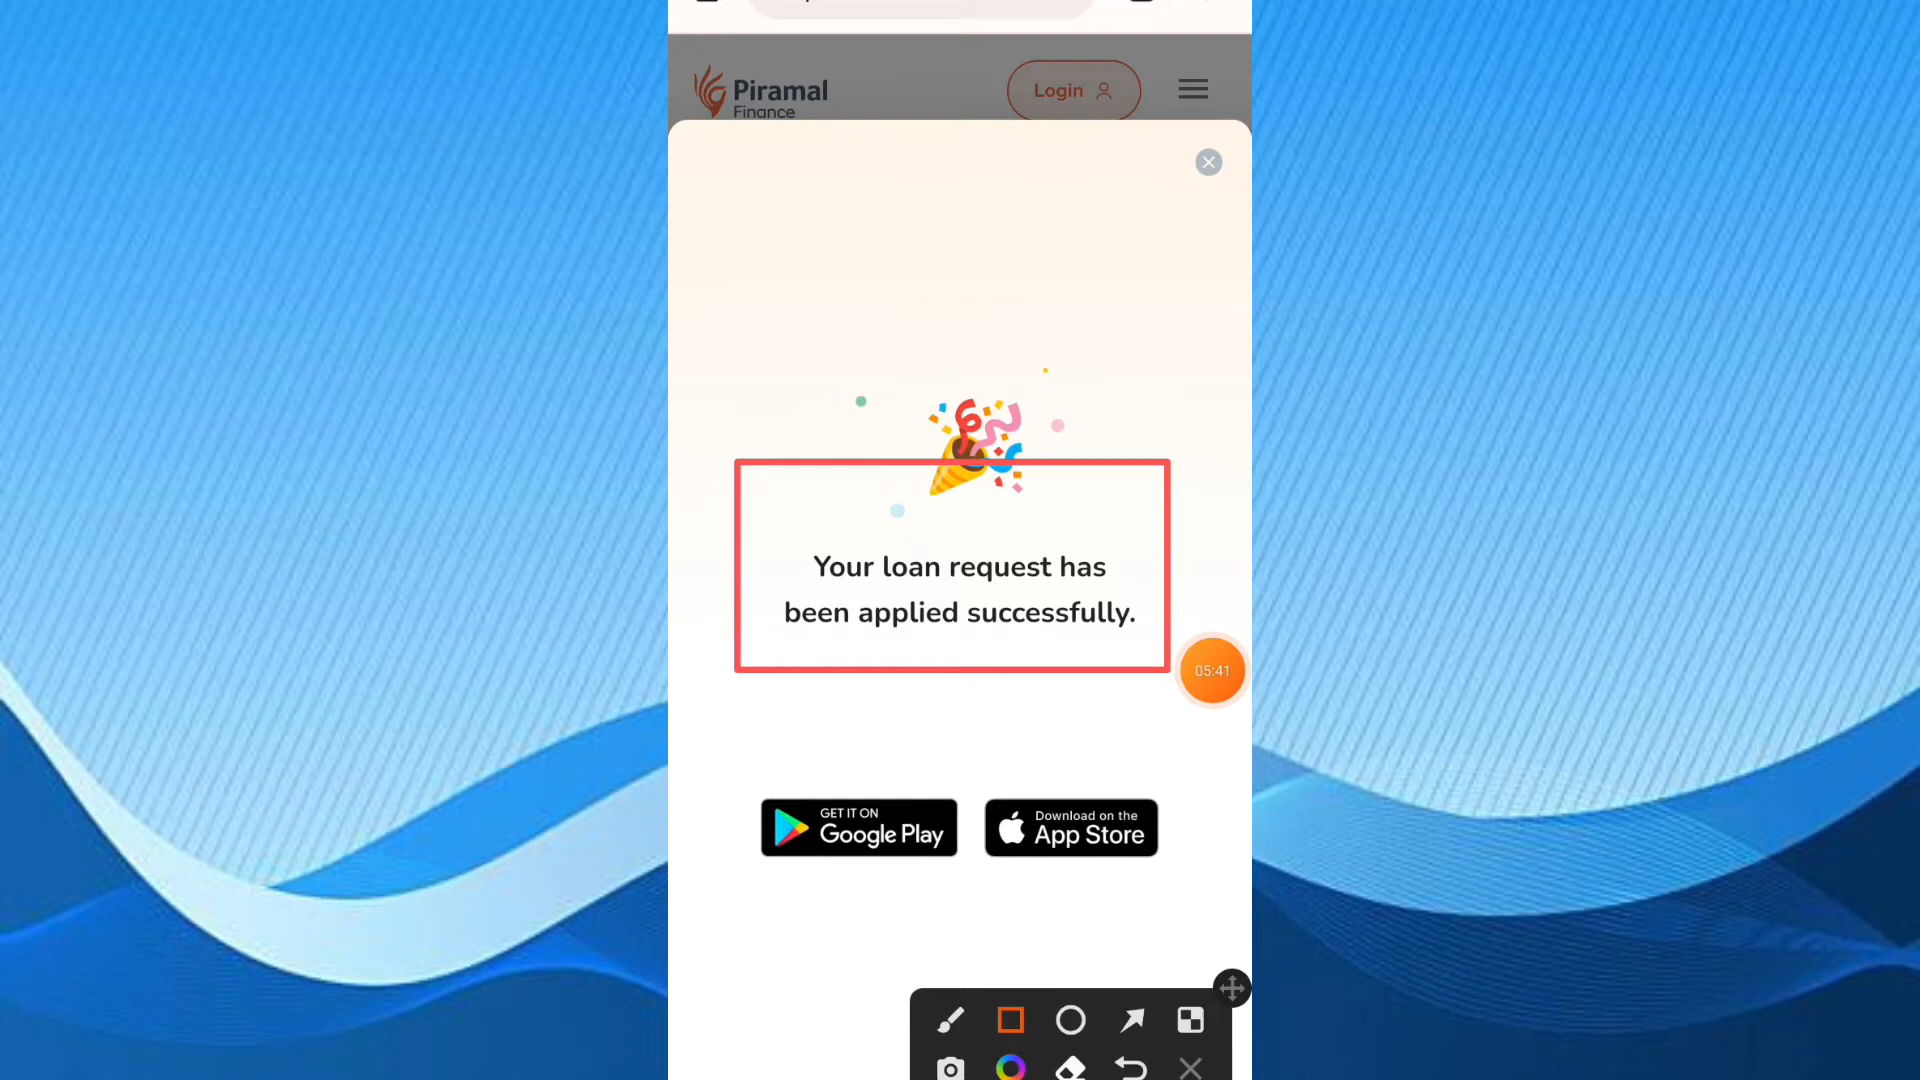 Piramal
Finance
Login
Your loan request has
been applied successfully.
05:41
GET IT ON
Google Play
Download on the
App Store